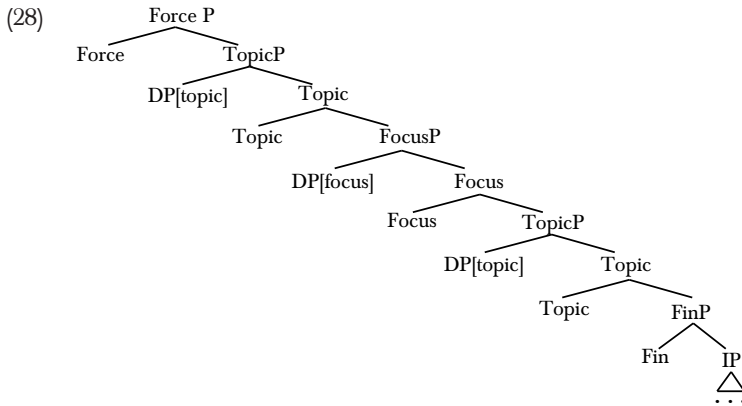 (28)
Force P
Force TopicP
DP[topic] Topic
Topic FocusP
DP[focus] Focus
Focus TopicP
DP[topic] Topic
Topic FinP
Fin IP
. . .